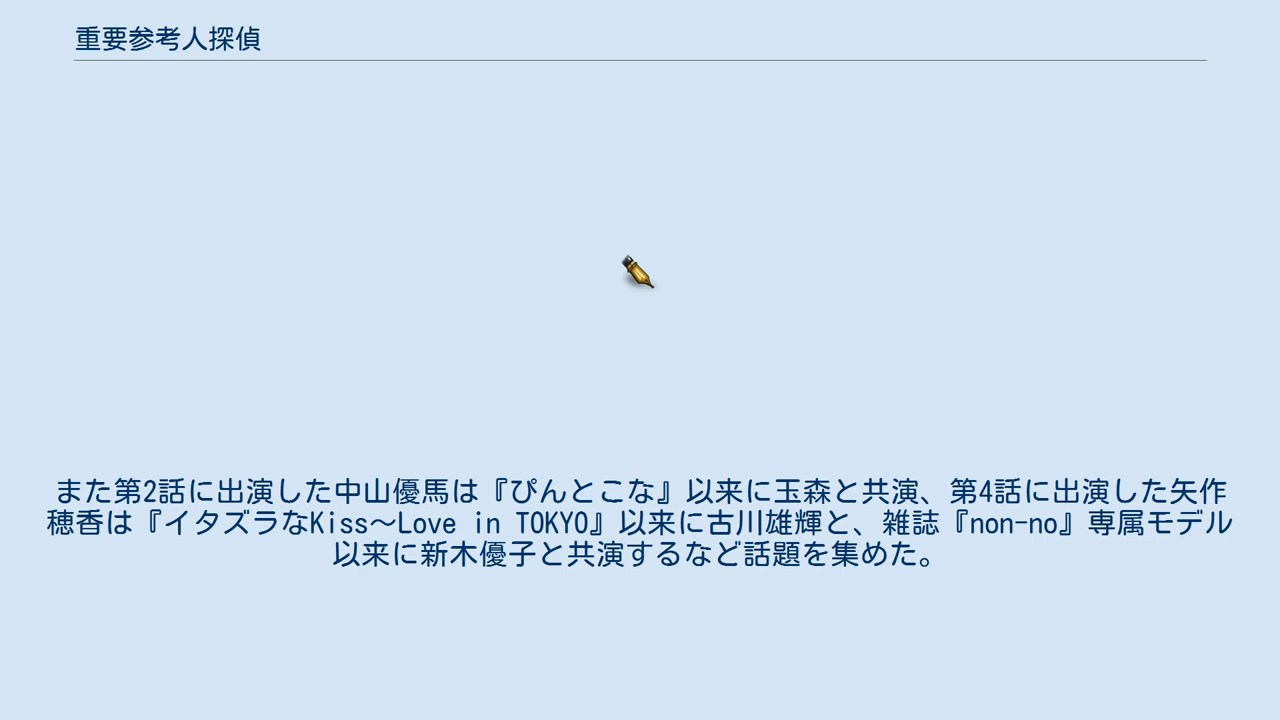 重要参考人探偵
また第2話に出演した中山優馬は『ぴんとこな』以来に玉森と共演、第4話に出演した矢作
穂香は『イタズラなKiss〜Love in TOKYO』以来に古川雄輝と、雑誌『non-no』専属モデル
以来に新木優子と共演するなど話題を集めた。